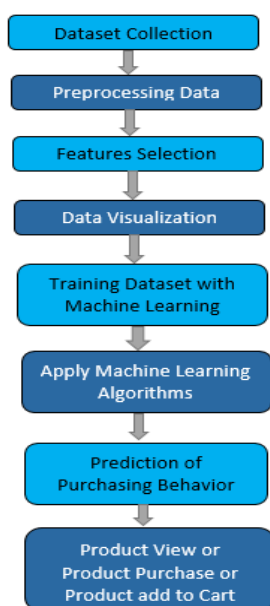 Dataset Collection
Preprocessing Data
Features Selection
Data Visualization
Training Dataset with
Machine Learning
Apply Machine Learning
Algorithms
Prediction of
Purchasing Behavior
Product View or
Product Purchase or
Product add to Cart